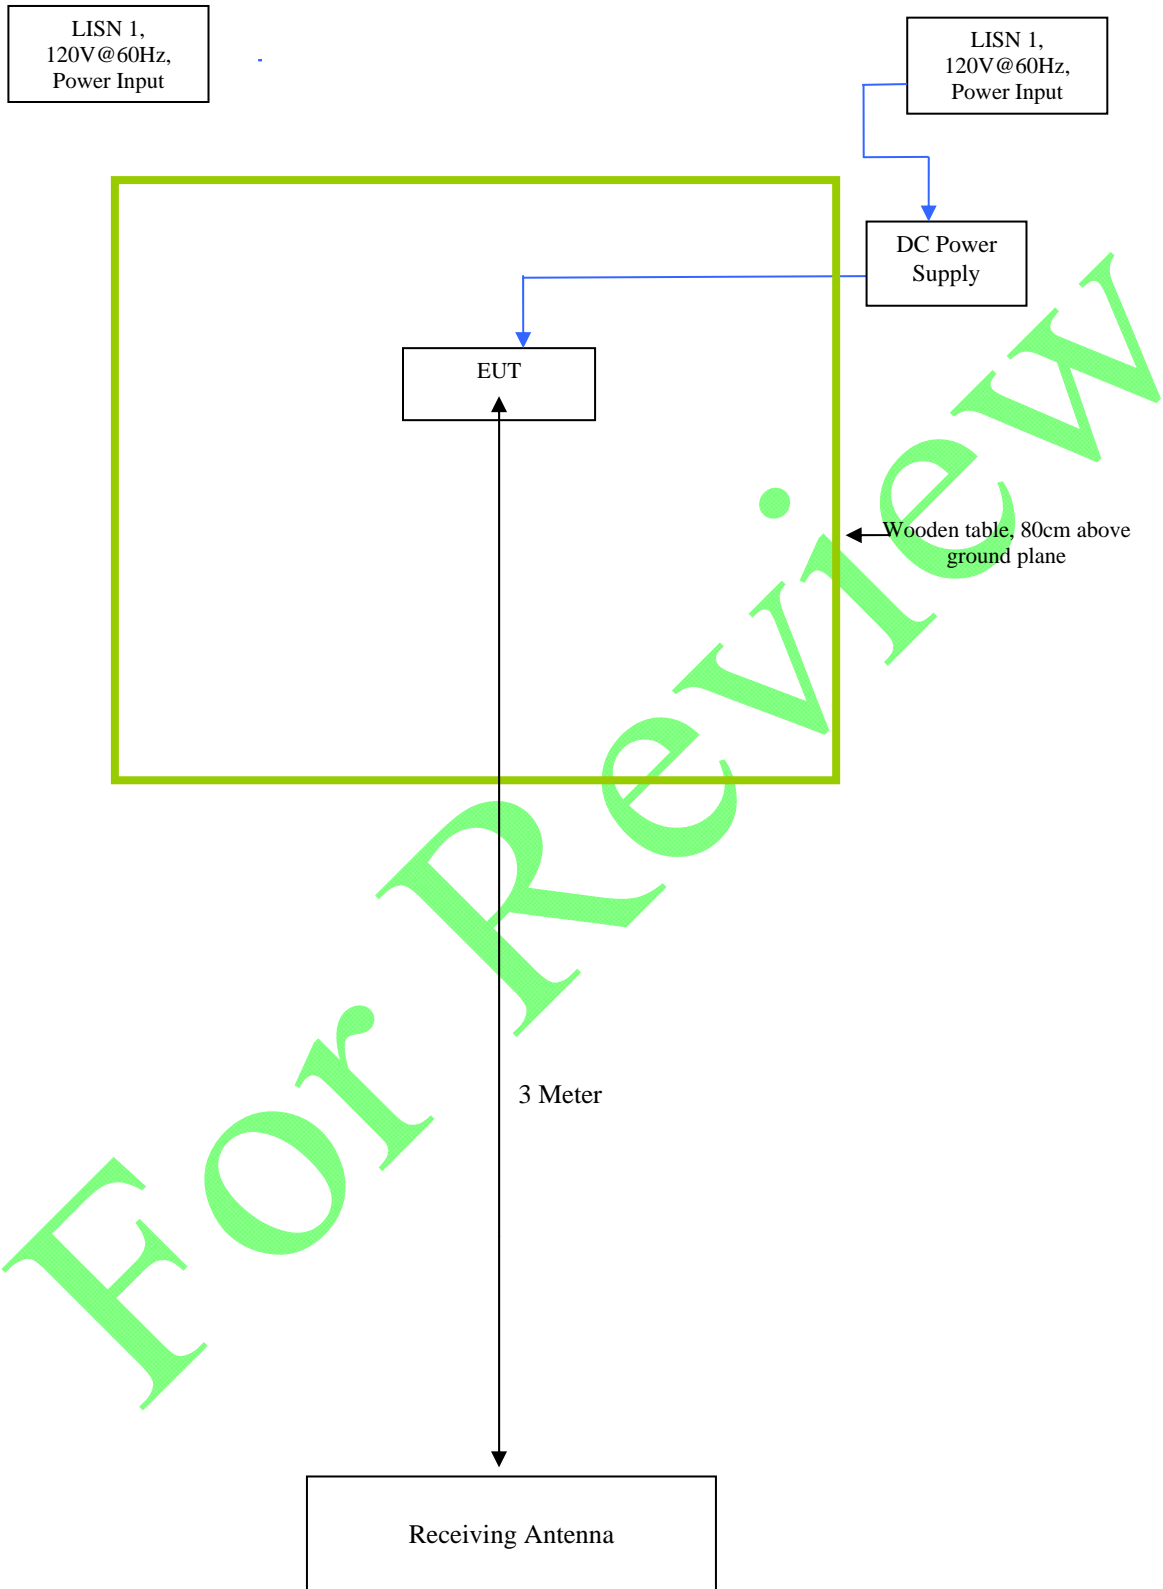 LISN 1,
120V@60Hz,
Power Input
LISN 1,
120V@60Hz,
Power Input
DC Power
Supply
EUT
Wooden table, 80cm above
ground plane
3 Meter
Receiving Antenna
For Review